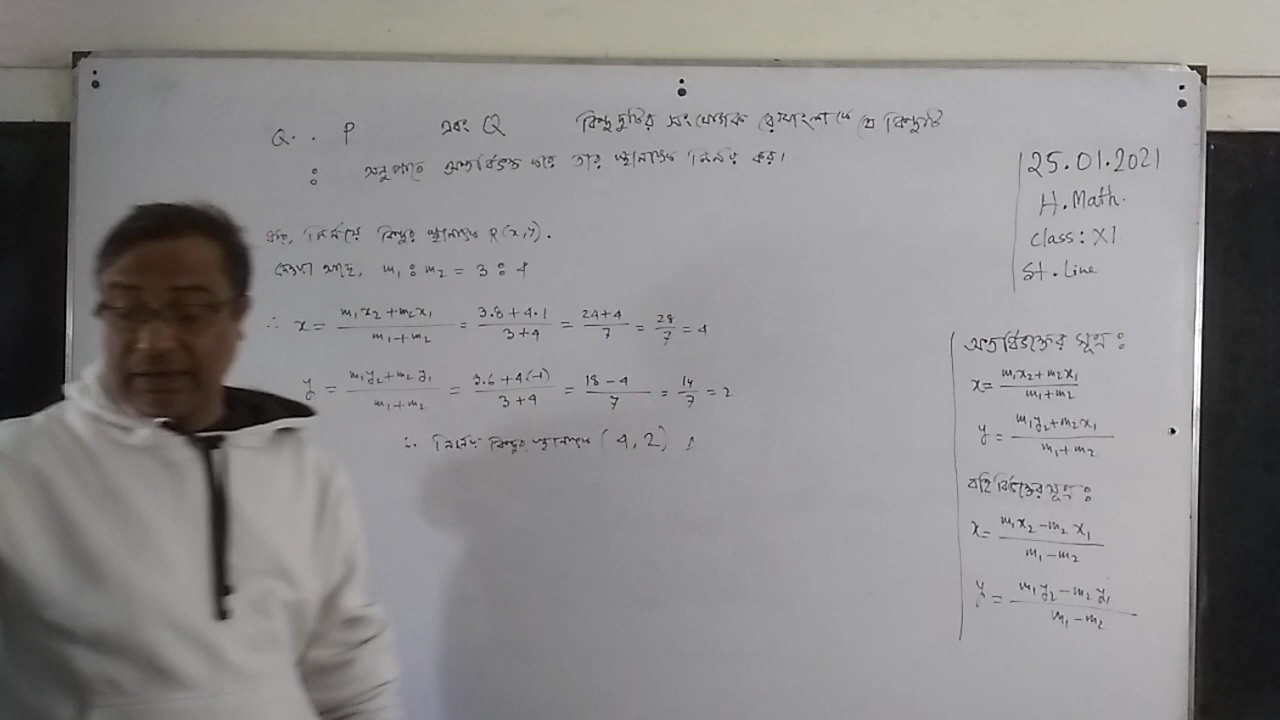 Q. . P এবং Q বিন্দু দুটির সংযোজক রেখাংশকে যে বিন্দুটি
: অনুপাতে অন্তর্বিভক্ত করে তার স্থানাঙ্ক নির্ণয় কর।
ধরি, নির্ণেয় বিন্দুর স্থানাঙ্ক R(x,y).
দেওয়া আছে, m₁ : m₂ = 3 : 4
∴ x = (m₁x₂ + m₂x₁)/(m₁ + m₂) = (3.8 + 4.1)/(3+4) = (24+4)/7 = 28/7 = 4
y = (m₁y₂ + m₂y₁)/(m₁ + m₂) = (3.6 + 4.(-1))/(3+4) = (18 - 4)/7 = 14/7 = 2
∴ নির্ণেয় বিন্দুর স্থানাঙ্ক (4, 2)
25.01.2021
H. Math.
class: XI
St. Line
অন্তর্বিভক্তের সূত্র :
x = (m₁x₂ + m₂x₁)/(m₁ + m₂)
y = (m₁y₂ + m₂x₁)/(m₁ + m₂)
বহির্বিভক্তের সূত্র :
x = (m₁x₂ - m₂x₁)/(m₁ - m₂)
y = (m₁y₂ - m₂y₁)/(m₁ - m₂)